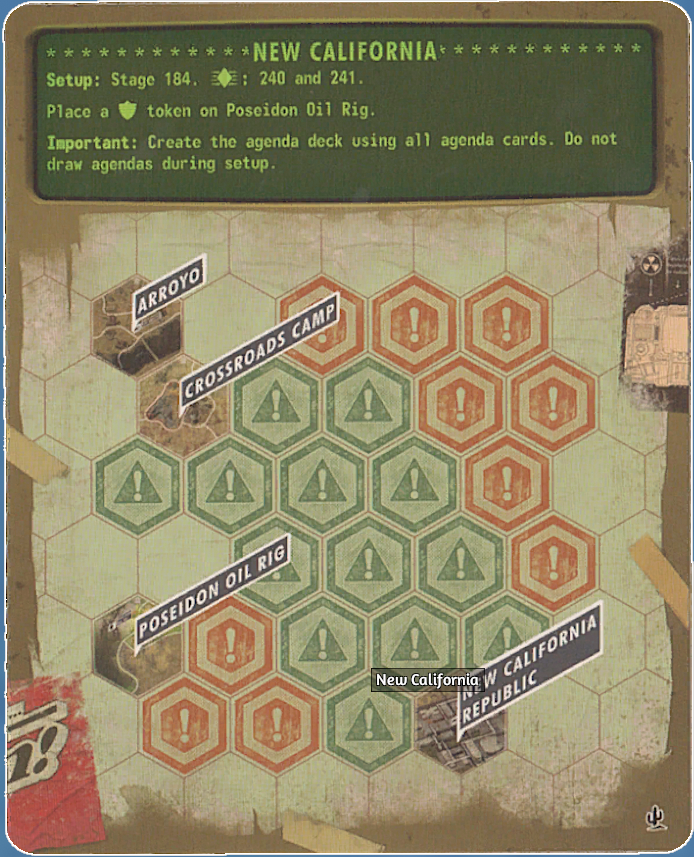 NEW CALIFORNIA
Setup: Stage 184. : 240 and 241.
Place a token on Poseidon Oil Rig.
Important: Create the agenda deck using all agenda cards. Do not
draw agendas during setup.
ARROYO
CROSSROADS CAMP
POSEIDON OIL RIG
NEW CALIFORNIA
REPUBLIC
New California